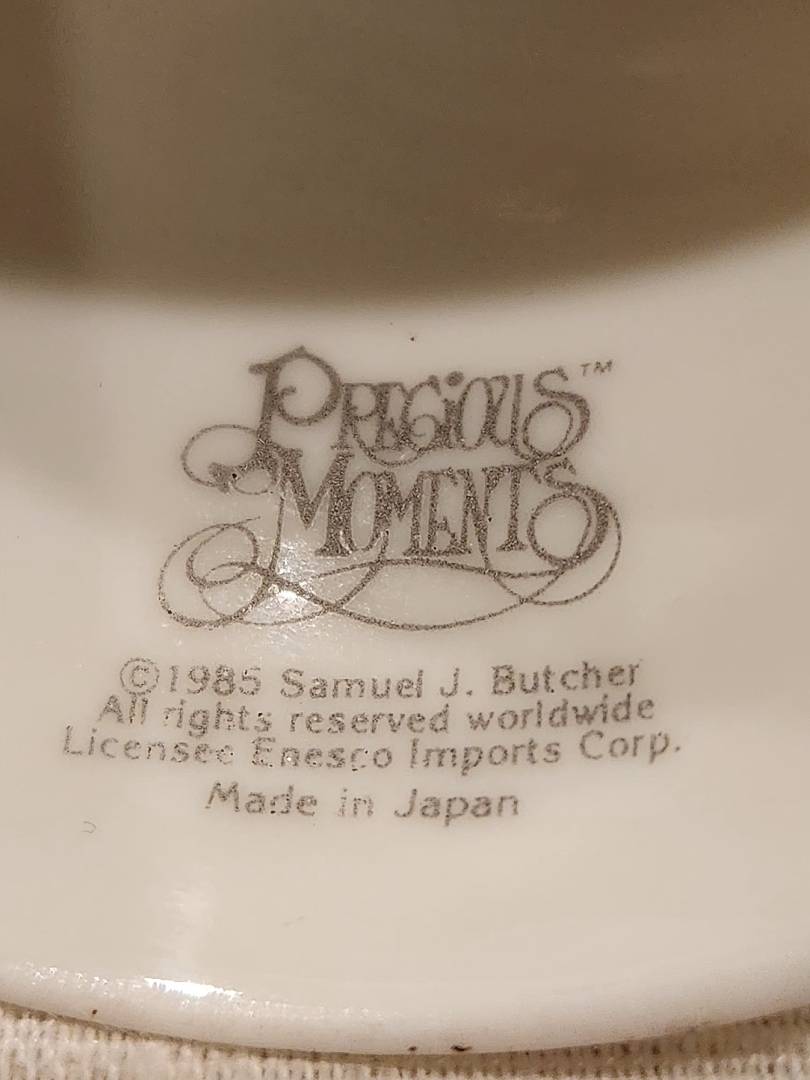 PRECIOUS™
MOMENTS
©1985 Samuel J. Butcher
All rights reserved worldwide
Licensee Enesco Imports Corp.
Made in Japan